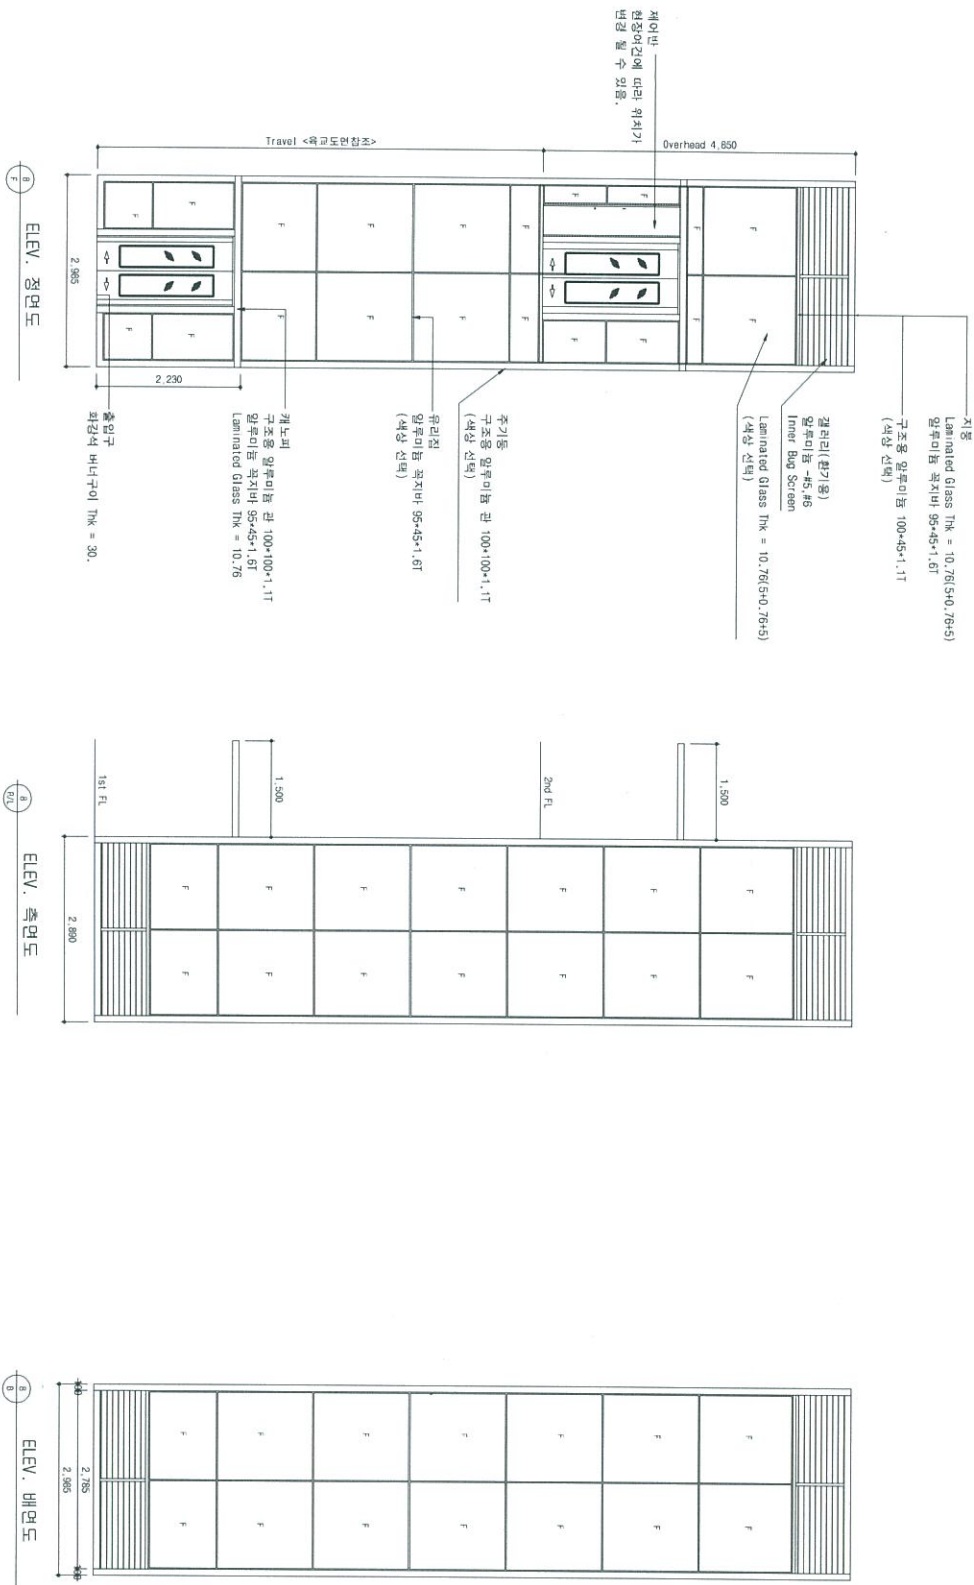 제어반
현장여건에 따라 위치가
변경 될 수 있음.
Travel <육교도면참조>
Overhead 4,850
지붕
Laminated Glass Thk = 10.76(5+0.76+5)
알루미늄 꼭지바 95*45*1.6T
구조용 알루미늄 100*45*1.1T
(색상 선택)
갤러리(환기용)
알루미늄 -#5,#6
Inner Bug Screen
Laminated Glass Thk = 10.76(5+0.76+5)
(색상 선택)
주기둥
구조용 알루미늄 관 100*100*1.1T
(색상 선택)
유리집
알루미늄 꼭지바 95*45*1.6T
(색상 선택)
캐노피
구조용 알루미늄 관 100*100*1.1T
알루미늄 꼭지바 95*45*1.6T
Laminated Glass Thk = 10.76
출입구
화강석 버너구이 Thk = 30.
F F F F F F F F F F F F F F F F F F F F
2,230
2,965
B
F
ELEV. 정면도
1,500
1,500
1st FL
2nd FL
F F F F F F F
F F F F F F F
2,890
B
R/L
ELEV. 측면도
F F F F F F F
F F F F F F F
100
2,785
100
2,985
B
B
ELEV. 배면도